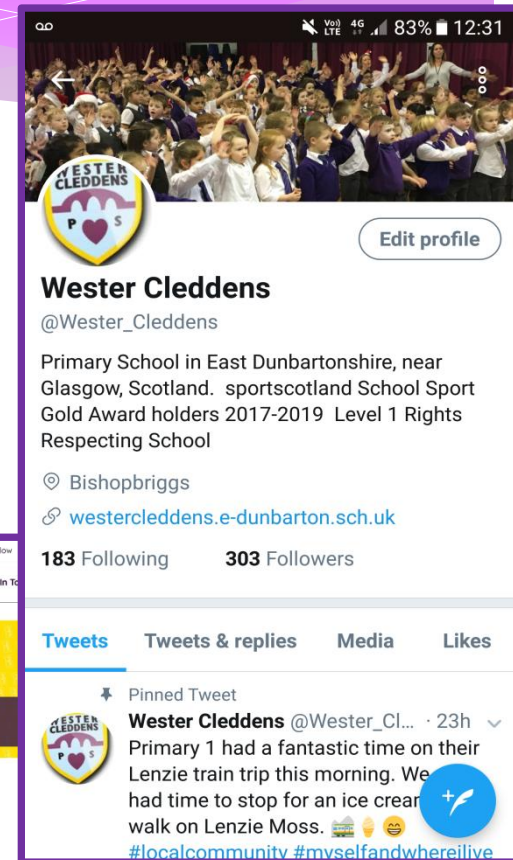 Vo)) 4G 83% 12:31
LTE
WESTER
CLEDDENS
P S
Edit profile
Wester Cleddens
@Wester_Cleddens
Primary School in East Dunbartonshire, near
Glasgow, Scotland.  sportscotland School Sport
Gold Award holders 2017-2019  Level 1 Rights
Respecting School
Bishopbriggs
westercleddens.e-dunbarton.sch.uk
183 Following 303 Followers
Tweets Tweets & replies Media Likes
Pinned Tweet
WESTER
CLEDDENS
P S
Wester Cleddens @Wester_Cl... · 23h
Primary 1 had a fantastic time on their
Lenzie train trip this morning. We
had time to stop for an ice
walk on Lenzie Moss. 🚋🍦😄
#localcommunity #myselfandwhereilive